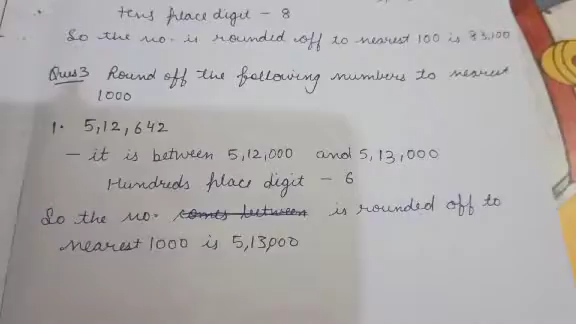 tens place digit - 8
So the no. is rounded off to nearest 100 is 83,100
Ques3 Round off the following numbers to nearest
1000
1. 5,12,642
- it is between 5,12,000 and 5,13,000
Hundreds place digit - 6
So the no. comes between is rounded off to
nearest 1000 is 5,13,000